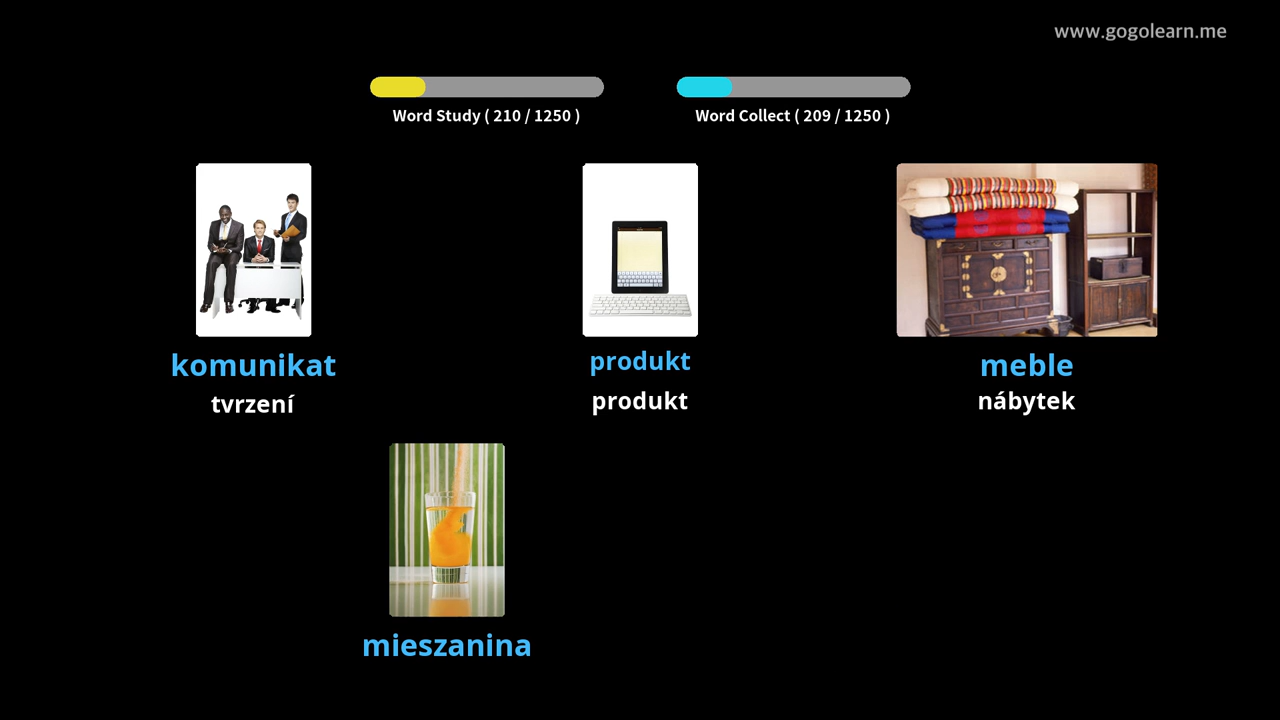 www.gogolearn.me
Word Study ( 210 / 1250 )
Word Collect ( 209 / 1250 )
komunikat
tvrzení
produkt
produkt
meble
nábytek
mieszanina